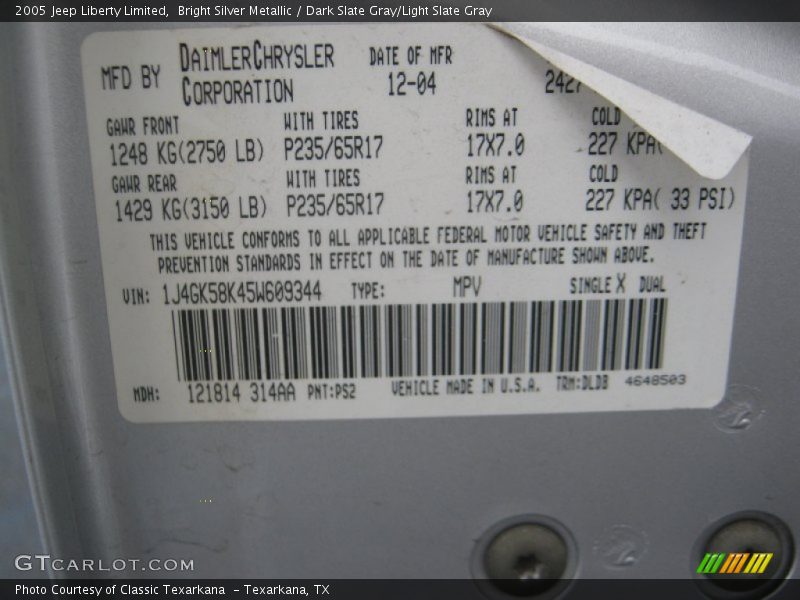 2005 Jeep Liberty Limited,  Bright Silver Metallic / Dark Slate Gray/Light Slate Gray
MFD BY DAIMLERCHRYSLER CORPORATION DATE OF MFR 12-04
GAWR FRONT WITH TIRES RIMS AT COLD
1248 KG(2750 LB) P235/65R17 17X7.0 227 KPA(
GAWR REAR WITH TIRES RIMS AT COLD
1429 KG(3150 LB) P235/65R17 17X7.0 227 KPA( 33 PSI)
THIS VEHICLE CONFORMS TO ALL APPLICABLE FEDERAL MOTOR VEHICLE SAFETY AND THEFT
PREVENTION STANDARDS IN EFFECT ON THE DATE OF MANUFACTURE SHOWN ABOVE.
VIN: 1J4GK58K45W609344 TYPE: MPV SINGLE X DUAL
MDH: 121814 314AA PNT:PS2 VEHICLE MADE IN U.S.A. TRM:DLDB 4648503
GTCARLOT.COM
Photo Courtesy of Classic Texarkana  – Texarkana, TX